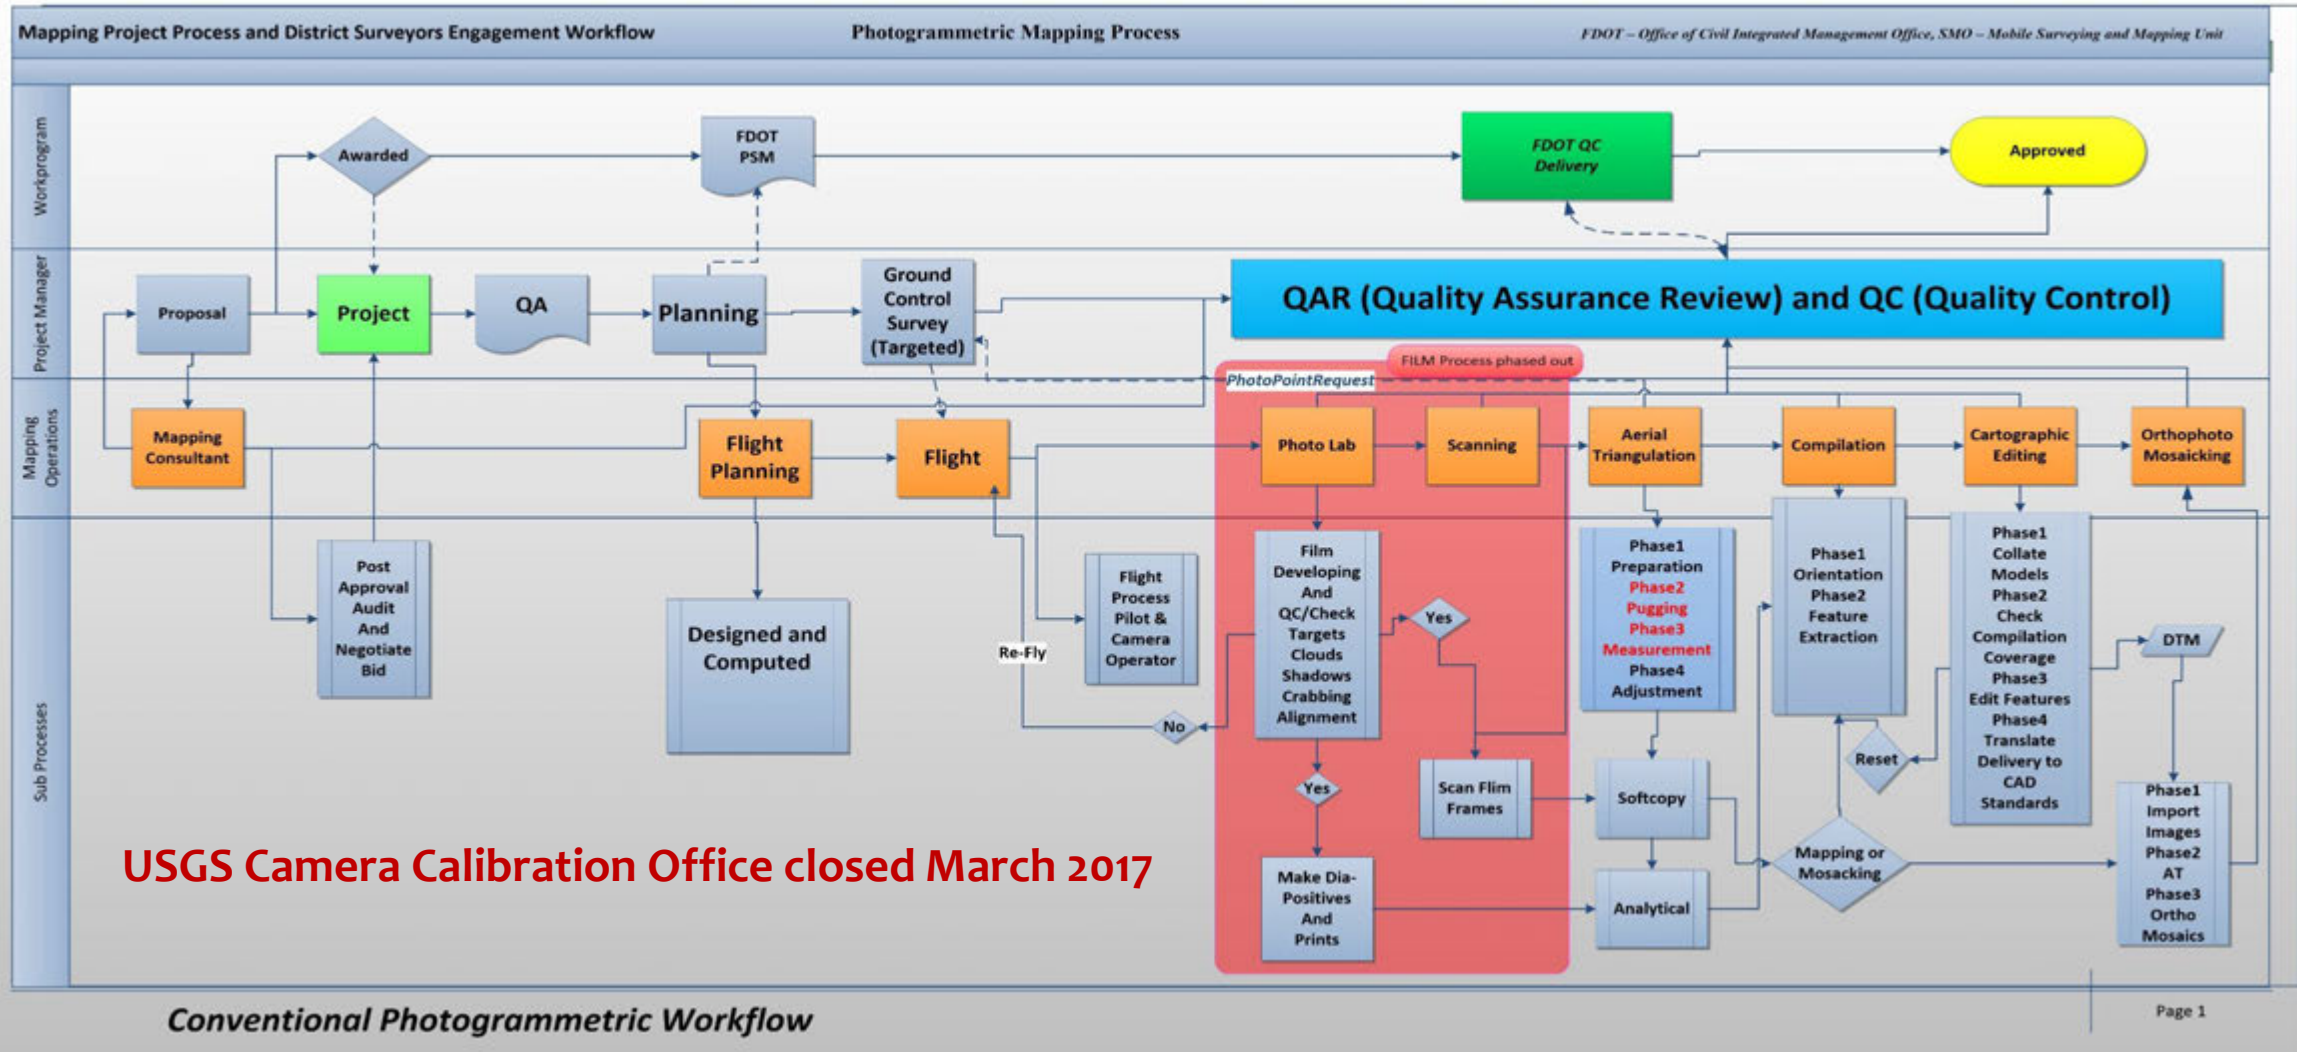 Mapping Project Process and District Surveyors Engagement Workflow
Photogrammetric Mapping Process
FDOT – Office of Civil Integrated Management Office, SMO – Mobile Surveying and Mapping Unit
Workprogram
Awarded
FDOT
PSM
FDOT QC
Delivery
Approved
Project Manager
Proposal
Project
QA
Planning
Ground
Control
Survey
(Targeted)
QAR (Quality Assurance Review) and QC (Quality Control)
FILM Process phased out
PhotoPointRequest
Mapping
Operations
Mapping
Consultant
Flight
Planning
Flight
Photo Lab
Scanning
Aerial
Triangulation
Compilation
Cartographic
Editing
Orthophoto
Mosaicking
Sub Processes
Post
Approval
Audit
And
Negotiate
Bid
Designed and
Computed
Re-Fly
Flight
Process
Pilot &
Camera
Operator
No
Film
Developing
And
QC/Check
Targets
Clouds
Shadows
Crabbing
Alignment
Yes
Yes
Make Dia-
Positives
And
Prints
Scan Flim
Frames
Phase1
Preparation
Phase2
Pugging
Phase3
Measurement
Phase4
Adjustment
Softcopy
Analytical
Phase1
Orientation
Phase2
Feature
Extraction
Reset
Mapping or
Mosacking
Phase1
Collate
Models
Phase2
Check
Compilation
Coverage
Phase3
Edit Features
Phase4
Translate
Delivery to
CAD
Standards
DTM
Phase1
Import
Images
Phase2
AT
Phase3
Ortho
Mosaics
USGS Camera Calibration Office closed March 2017
Conventional Photogrammetric Workflow
Page 1